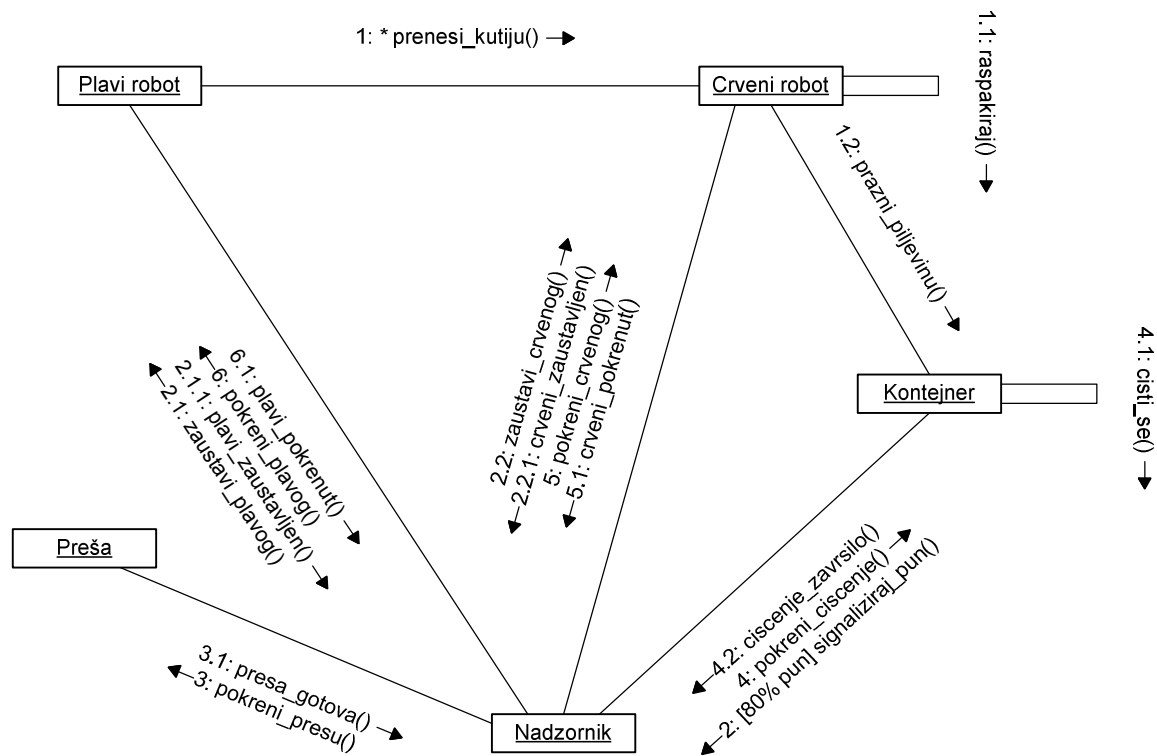 1: * prenesi_kutiju()
Plavi robot
Crveni robot
1.1: raspakiraj()
1.2: prazni_piljevinu()
2.2: zaustavi_crvenog()
2.2.1: crveni_zaustavljen()
5: pokreni_crvenog()
5.1: crveni_pokrenut()
6.1: plavi_pokrenut()
6: pokreni_plavog()
2.1.1: plavi_zaustavljen()
2.1: zaustavi_plavog()
Kontejner
4.1: cisti_se()
Preša
4.2: ciscenje_zavrsilo()
4: pokreni_ciscenje()
2: [80% pun] signaliziraj_pun()
3.1: presa_gotova()
3: pokreni_presu()
Nadzornik